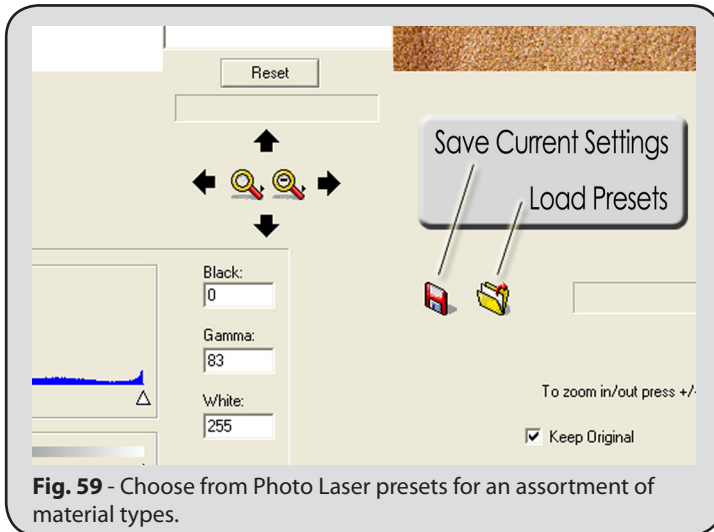 Reset
Save Current Settings
Load Presets
Black:
0
Gamma:
83
White:
255
To zoom in/out press +/-
Keep Original
Fig. 59 - Choose from Photo Laser presets for an assortment of
material types.